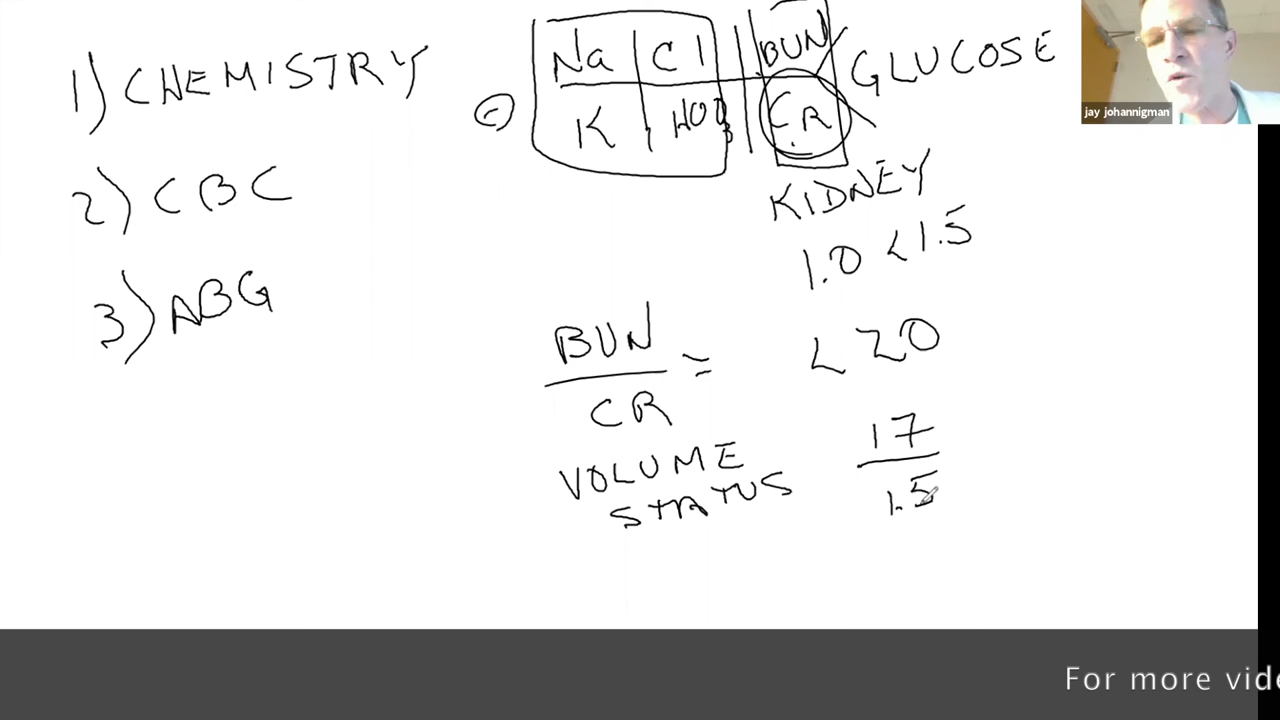 1) CHEMISTRY
2) CBC
3) ABG
Na Cl BUN GLUCOSE
K CR
KIDNEY
1.0 < 1.5
BUN
CR
= < 20
VOLUME
STATUS
17
1.5
jay johannigman
For more vide